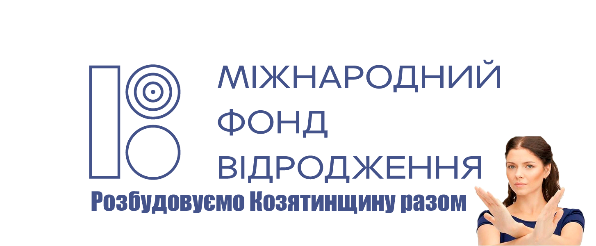 МІЖНАРОДНИЙ
ФОНД
ВІДРОДЖЕННЯ
Розбудовуємо Козятинщину разом